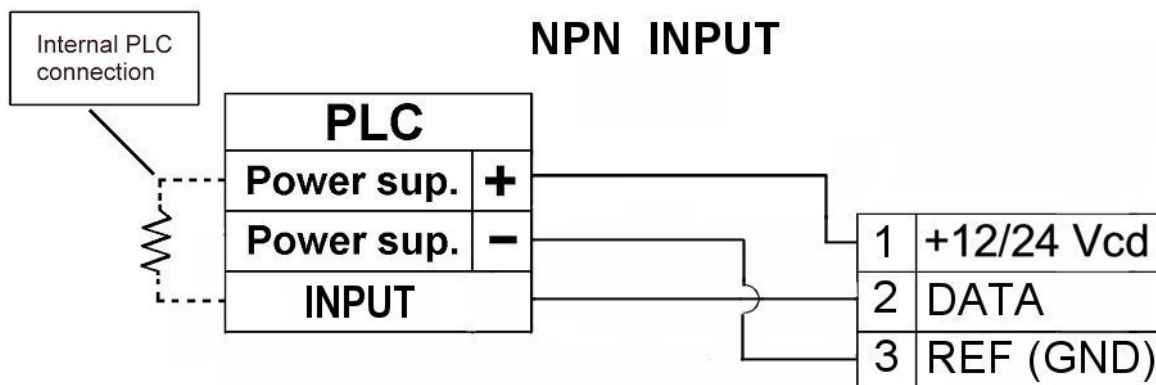 Internal PLC
connection
NPN INPUT
PLC
Power sup. +
Power sup. -
INPUT
1 +12/24 Vcd
2 DATA
3 REF (GND)